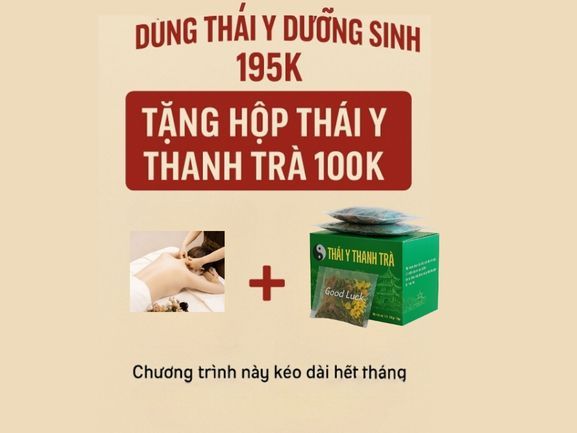 DÙNG THÁI Y DƯỠNG SINH
195K
TẶNG HỘP THÁI Y
THANH TRÀ 100K
THÁI Y THANH TRÀ
Good Luck
Chương trình này kéo dài hết tháng